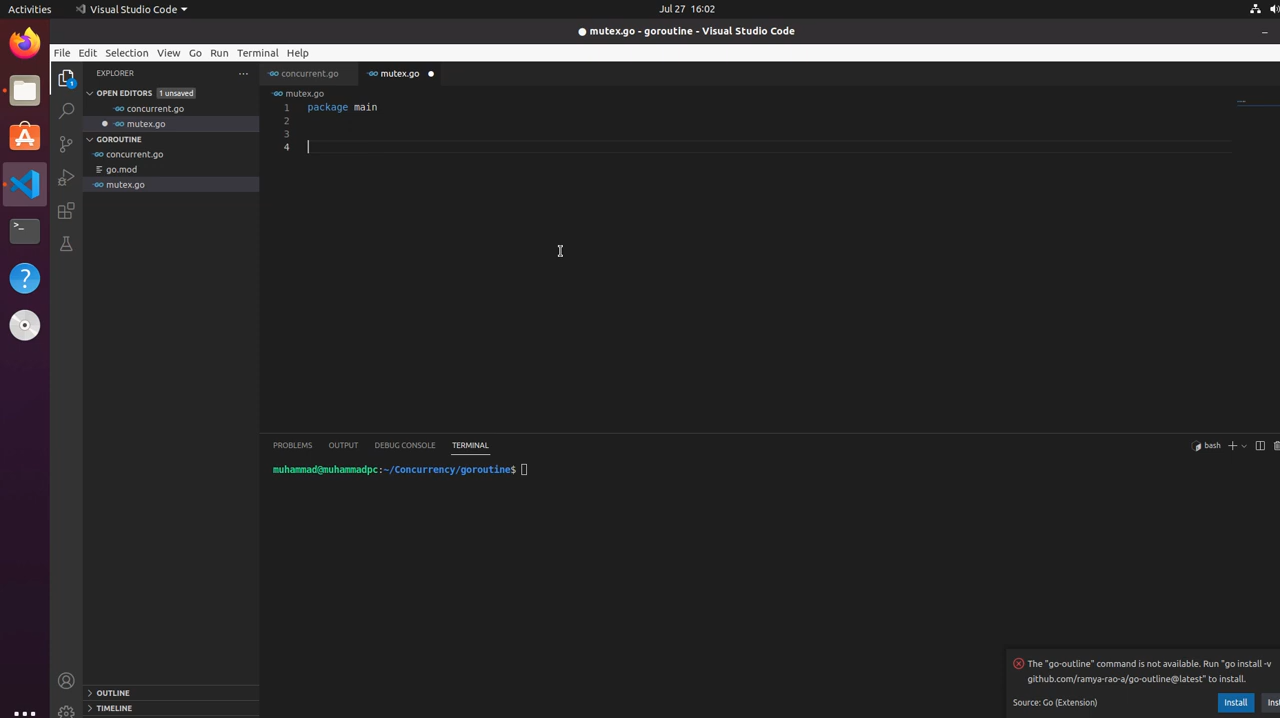 Activities
Visual Studio Code
Jul 27 16:02
mutex.go - goroutine - Visual Studio Code
File Edit Selection View Go Run Terminal Help
EXPLORER
OPEN EDITORS 1 unsaved
concurrent.go
mutex.go
GOROUTINE
concurrent.go
go.mod
mutex.go
OUTLINE
TIMELINE
1
concurrent.go
mutex.go
mutex.go
1 package main
2
3
4
PROBLEMS OUTPUT DEBUG CONSOLE TERMINAL
bash
muhammad@muhammadpc:~/Concurrency/goroutine$
The "go-outline" command is not available. Run "go install -v
github.com/ramya-rao-a/go-outline@latest" to install.
Source: Go (Extension)
Install